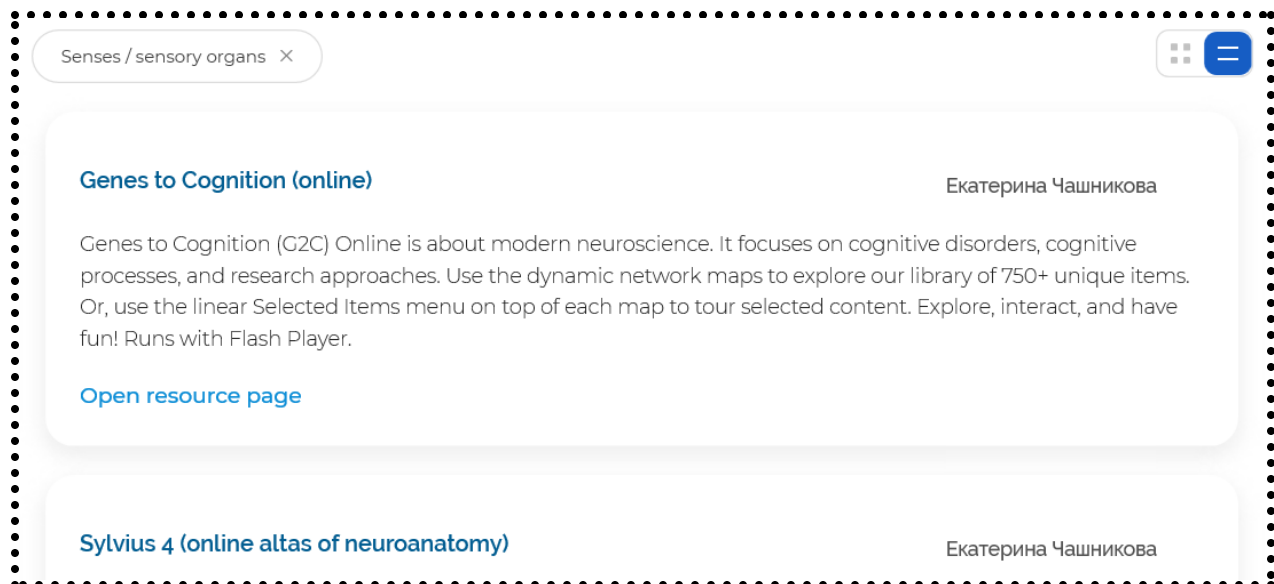 Senses / sensory organs ×
Genes to Cognition (online)
Екатерина Чашникова
Genes to Cognition (G2C) Online is about modern neuroscience. It focuses on cognitive disorders, cognitive
processes, and research approaches. Use the dynamic network maps to explore our library of 750+ unique items.
Or, use the linear Selected Items menu on top of each map to tour selected content. Explore, interact, and have
fun! Runs with Flash Player.
Open resource page
Sylvius 4 (online altas of neuroanatomy)
Екатерина Чашникова